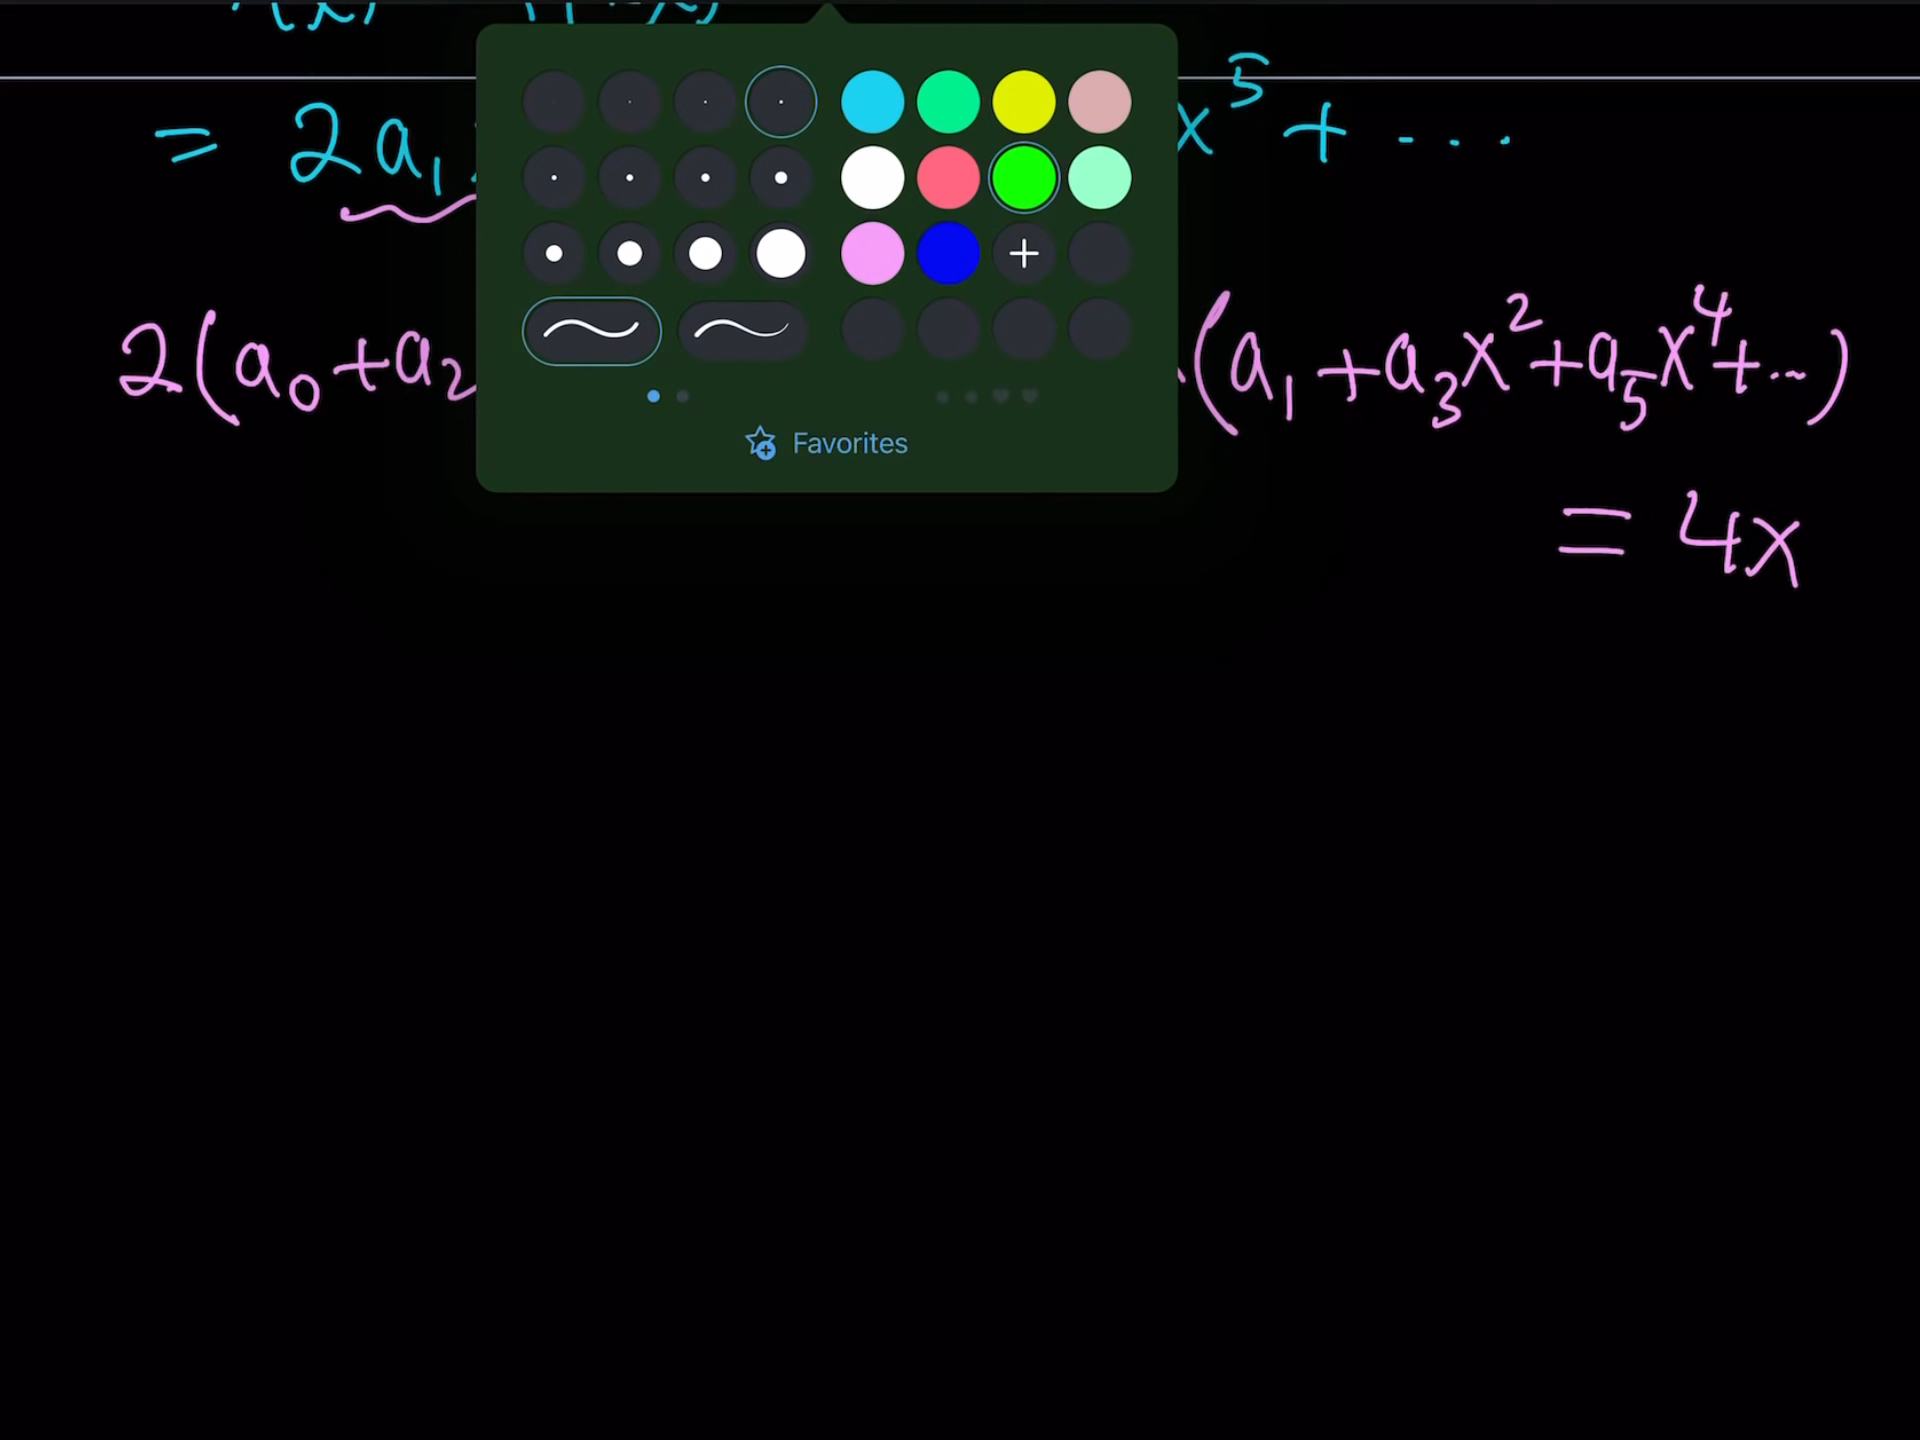 = 2a₁ x⁵ + ...
2(a₀+a₂ (a₁+a₃x²+a₅x⁴+...)
= 4x
Favorites